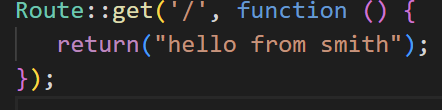 Route::get('/', function () {
    return("hello from smith");
});